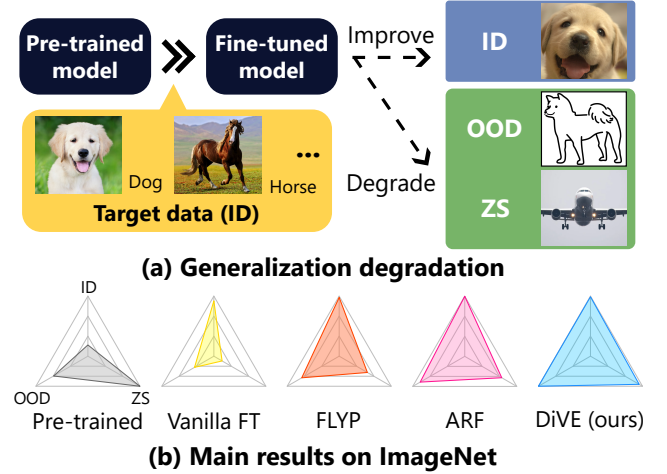 Pre-trained
model
Fine-tuned
model
Improve
Degrade
ID
OOD
ZS
Dog
Horse
...
Target data (ID)
(a) Generalization degradation
ID
OOD
ZS
Pre-trained
Vanilla FT
FLYP
ARF
DiVE (ours)
(b) Main results on ImageNet